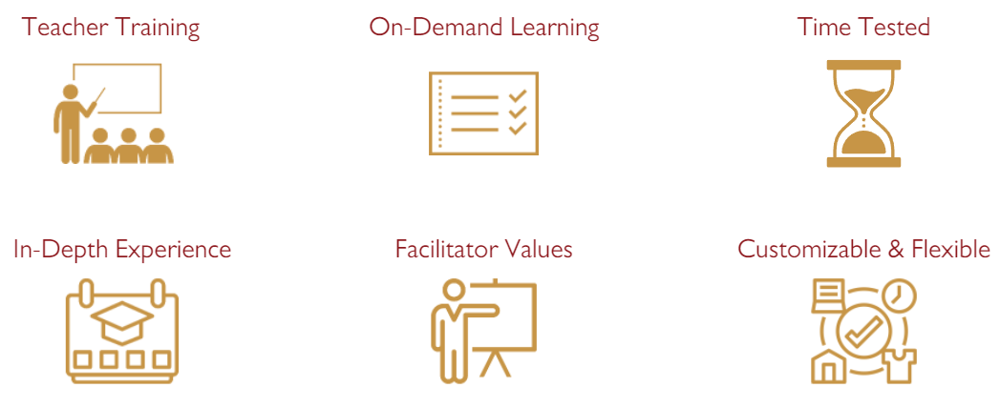 Teacher Training
On-Demand Learning
Time Tested
In-Depth Experience
Facilitator Values
Customizable & Flexible